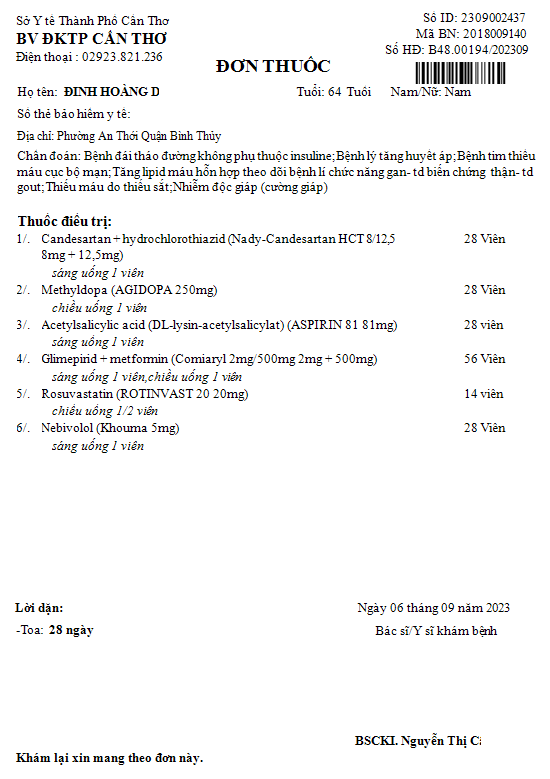 Sở Y tế Thành Phố Cần Thơ
BV ĐKTP CẦN THƠ
Điện thoại : 02923.821.236
Số ID: 2309002437
Mã BN: 2018009140
Số HĐ: B48.00194/202309
ĐƠN THUỐC
Họ tên: ĐINH HOÀNG D Tuổi: 64 Tuổi Nam/Nữ: Nam
Số thẻ bảo hiểm y tế:
Địa chỉ: Phường An Thới Quận Bình Thủy
Chẩn đoán: Bệnh đái tháo đường không phụ thuộc insuline;Bệnh lý tăng huyết áp;Bệnh tim thiếu
máu cục bộ mạn;Tăng lipid máu hỗn hợp theo dõi bệnh lí chức năng gan- td biến chứng thận- td
gout;Thiếu máu do thiếu sắt;Nhiễm độc giáp (cường giáp)
Thuốc điều trị:
1/. Candesartan + hydrochlorothiazid (Nady-Candesartan HCT 8/12,5 28 Viên
8mg + 12,5mg)
sáng uống 1 viên
2/. Methyldopa (AGIDOPA 250mg) 28 Viên
chiều uống 1 viên
3/. Acetylsalicylic acid (DL-lysin-acetylsalicylat) (ASPIRIN 81 81mg) 28 viên
sáng uống 1 viên
4/. Glimepirid + metformin (Comiaryl 2mg/500mg 2mg + 500mg) 56 Viên
sáng uống 1 viên,chiều uống 1 viên
5/. Rosuvastatin (ROTINVAST 20 20mg) 14 viên
chiều uống 1/2 viên
6/. Nebivolol (Khouma 5mg) 28 Viên
sáng uống 1 viên
Lời dặn:
-Toa: 28 ngày
Ngày 06 tháng 09 năm 2023
Bác sĩ/Y sĩ khám bệnh
BSCKI. Nguyễn Thị
Khám lại xin mang theo đơn này.